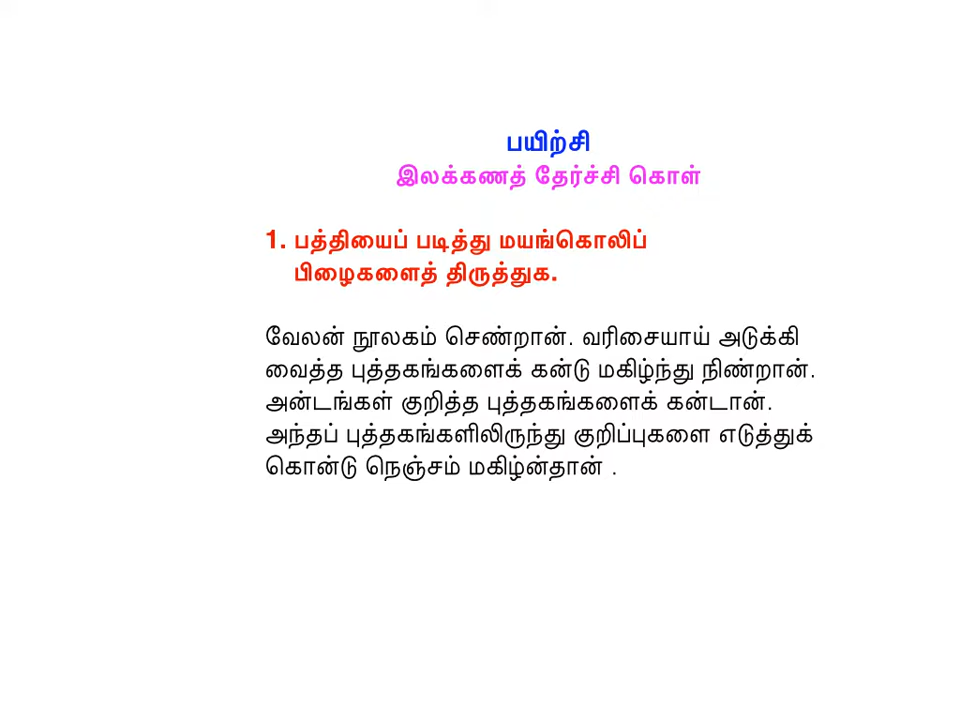 பயிற்சி
இலக்கணத் தேர்ச்சி கொள்
1. பத்தியைப் படித்து மயங்கொலிப்
பிழைகளைத் திருத்துக.
வேலன் நூலகம் செண்றான். வரிசையாய் அடுக்கி
வைத்த புத்தகங்களைக் கன்டு மகிழ்ந்து நிண்றான்.
அன்டங்கள் குறித்த புத்தகங்களைக் கன்டான்.
அந்தப் புத்தகங்களிலிருந்து குறிப்புகளை எடுத்துக்
கொன்டு நெஞ்சம் மகிழ்ன்தான் .